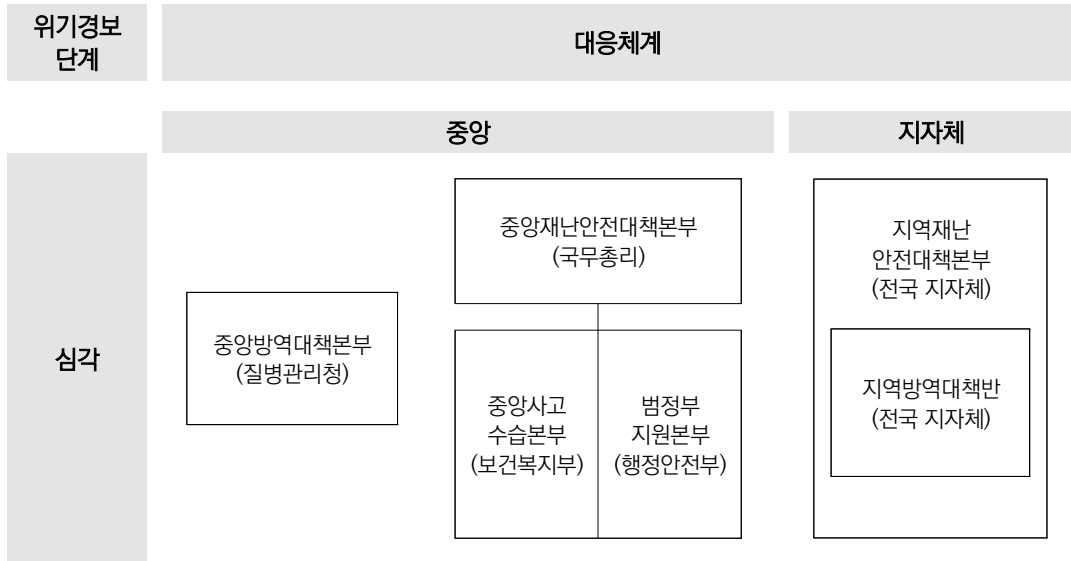 위기경보
단계
대응체계
중앙
지자체
심각
중앙방역대책본부
(질병관리청)
중앙재난안전대책본부
(국무총리)
중앙사고
수습본부
(보건복지부)
범정부
지원본부
(행정안전부)
지역재난
안전대책본부
(전국 지자체)
지역방역대책반
(전국 지자체)